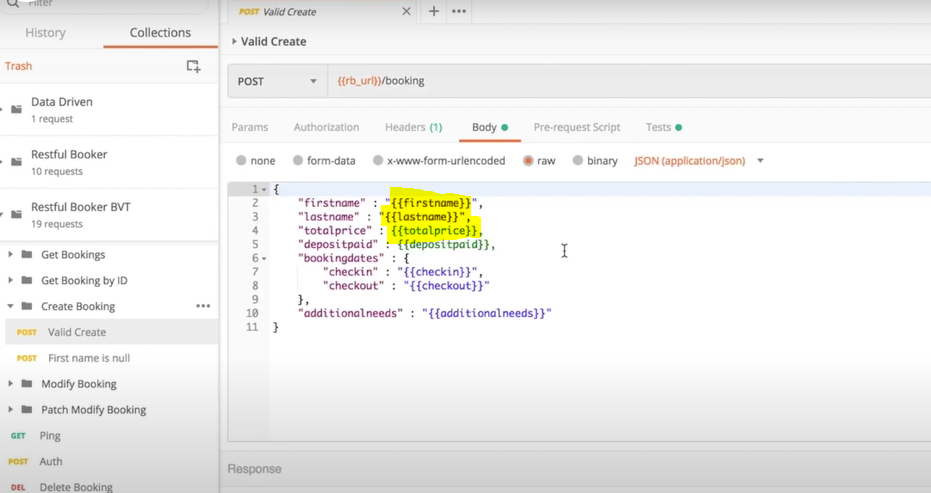 Filter
POST Valid Create
History
Collections
Valid Create
Trash
POST
{{rb_url}}/booking
Data Driven
1 request
Params
Authorization
Headers (1)
Body
Pre-request Script
Tests
Restful Booker
10 requests
none
form-data
x-www-form-urlencoded
raw
binary
JSON (application/json)
Restful Booker BVT
19 requests
1 {
2 "firstname" : "{{firstname}}",
3 "lastname" : "{{lastname}}",
4 "totalprice" : {{totalprice}},
5 "depositpaid" : {{depositpaid}},
6 "bookingdates" : {
7 "checkin" : "{{checkin}}",
8 "checkout" : "{{checkout}}"
9 },
10 "additionalneeds" : "{{additionalneeds}}"
11 }
Get Bookings
Get Booking by ID
Create Booking
POST Valid Create
POST First name is null
Modify Booking
Patch Modify Booking
GET Ping
POST Auth
DEL Delete Booking
Response